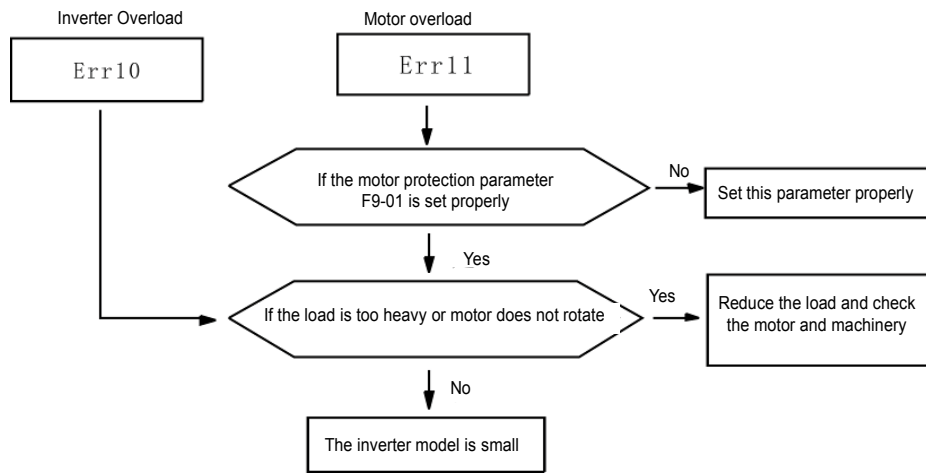 Inverter Overload
Motor overload
Err10
Err11
If the motor protection parameter
F9-01 is set properly
No
Set this parameter properly
Yes
If the load is too heavy or motor does not rotate
Yes
Reduce the load and check
the motor and machinery
No
The inverter model is small